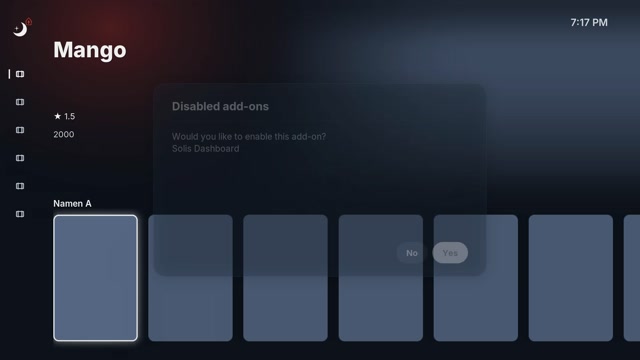 7:17 PM
Mango
Disabled add-ons
★ 1.5
Would you like to enable this add-on?
2000
Solis Dashboard
Namen A
No
Yes